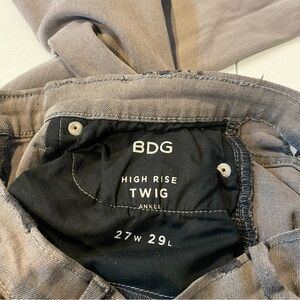 BDG
HIGH RISE
TWIG
ANKLE
27W 29L